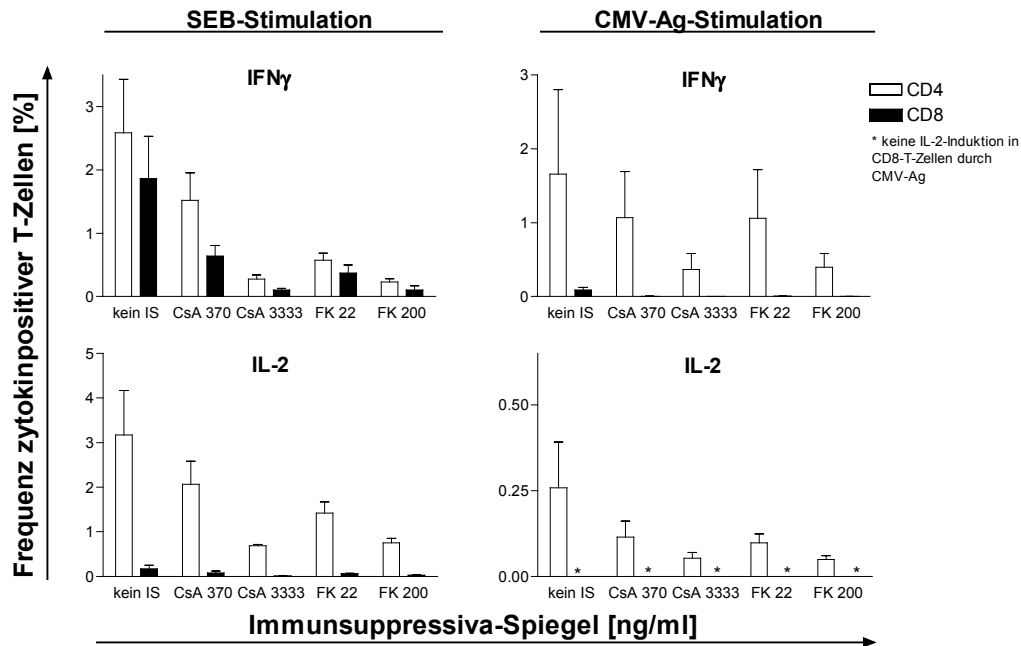 SEB-Stimulation
CMV-Ag-Stimulation
Frequenz zytokinpositiver T-Zellen [%]
IFNγ
3
2
1
0
kein IS CsA 370 CsA 3333 FK 22 FK 200
IFNγ
3
2
1
0
kein IS CsA 370 CsA 3333 FK 22 FK 200
CD4
CD8
* keine IL-2-Induktion in
CD8-T-Zellen durch
CMV-Ag
IL-2
5
4
3
2
1
0
kein IS CsA 370 CsA 3333 FK 22 FK 200
IL-2
0.50
0.25
0.00
* * * * *
kein IS CsA 370 CsA 3333 FK 22 FK 200
Immunsuppressiva-Spiegel [ng/ml]